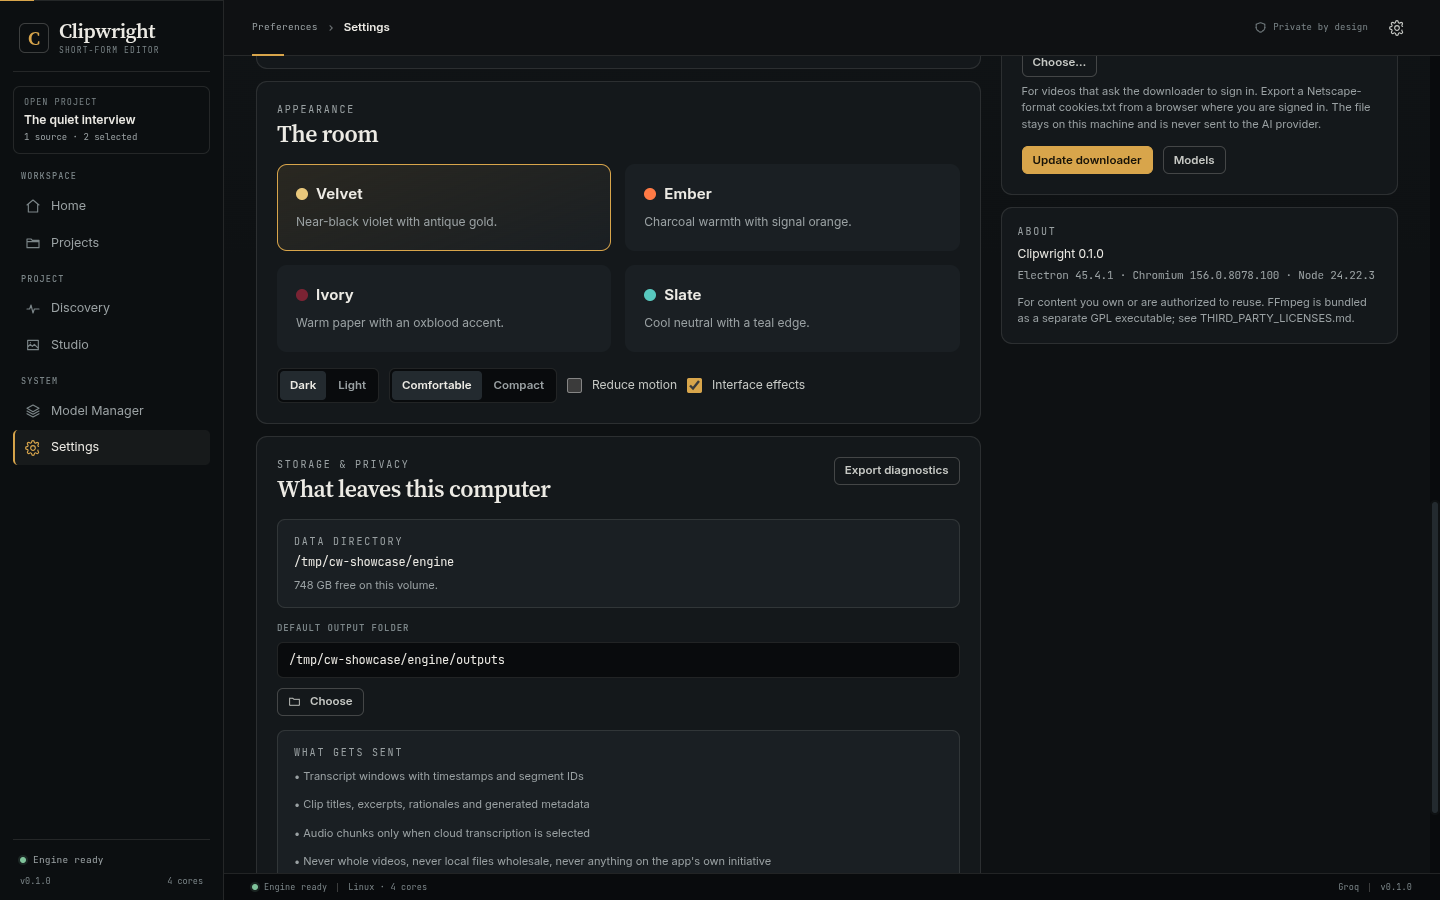 C
Clipwright
SHORT-FORM EDITOR
OPEN PROJECT
The quiet interview
1 source · 2 selected
WORKSPACE
Home
Projects
PROJECT
Discovery
Studio
SYSTEM
Model Manager
Settings
Engine ready
v0.1.0 4 cores
Preferences › Settings
Private by design
APPEARANCE
The room
Velvet
Near-black violet with antique gold.
Ember
Charcoal warmth with signal orange.
Ivory
Warm paper with an oxblood accent.
Slate
Cool neutral with a teal edge.
Dark Light Comfortable Compact Reduce motion Interface effects
STORAGE & PRIVACY
What leaves this computer
Export diagnostics
DATA DIRECTORY
/tmp/cw-showcase/engine
748 GB free on this volume.
DEFAULT OUTPUT FOLDER
/tmp/cw-showcase/engine/outputs
Choose
WHAT GETS SENT
• Transcript windows with timestamps and segment IDs
• Clip titles, excerpts, rationales and generated metadata
• Audio chunks only when cloud transcription is selected
• Never whole videos, never local files wholesale, never anything on the app's own initiative
Choose...
For videos that ask the downloader to sign in. Export a Netscape-
format cookies.txt from a browser where you are signed in. The file
stays on this machine and is never sent to the AI provider.
Update downloader Models
ABOUT
Clipwright 0.1.0
Electron 45.4.1 · Chromium 156.0.8078.100 · Node 24.22.3
For content you own or are authorized to reuse. FFmpeg is bundled
as a separate GPL executable; see THIRD_PARTY_LICENSES.md.
Engine ready | Linux · 4 cores
Groq | v0.1.0